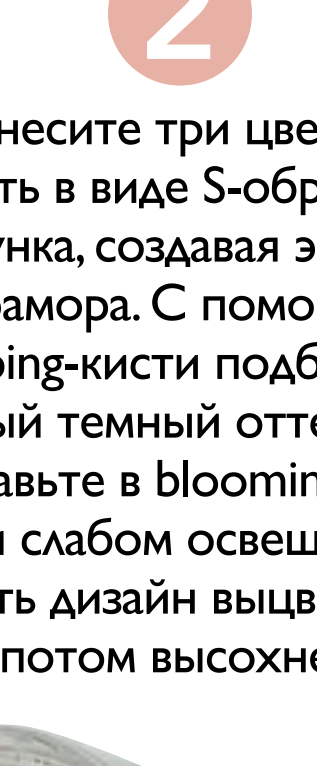 2
несите три цве
ть в виде S-обр
унка, создавая э
рамора. С помо
ping-кисти подб
ый темный отте
авьте в bloomin
и слабом освещ
ть дизайн выцв
потом высохне